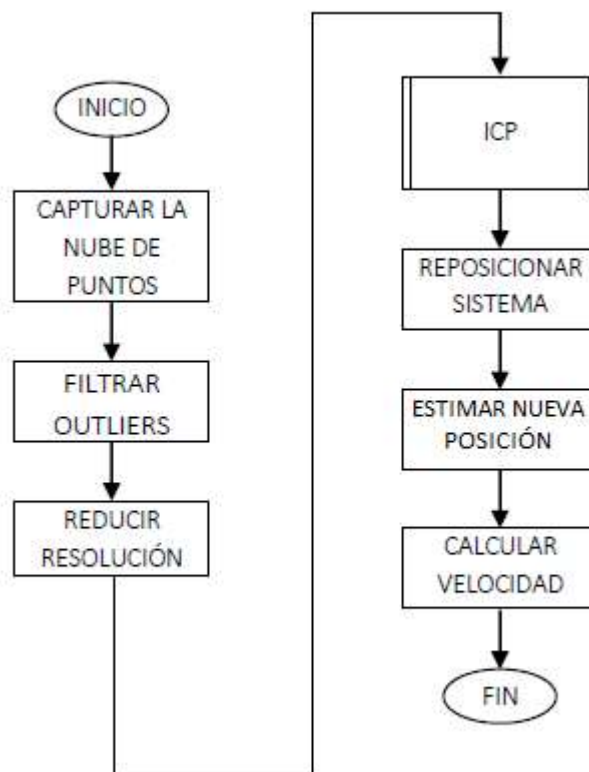 INICIO
CAPTURAR LA
NUBE DE
PUNTOS
FILTRAR
OUTLIERS
REDUCIR
RESOLUCIÓN
ICP
REPOSICIONAR
SISTEMA
ESTIMAR NUEVA
POSICIÓN
CALCULAR
VELOCIDAD
FIN